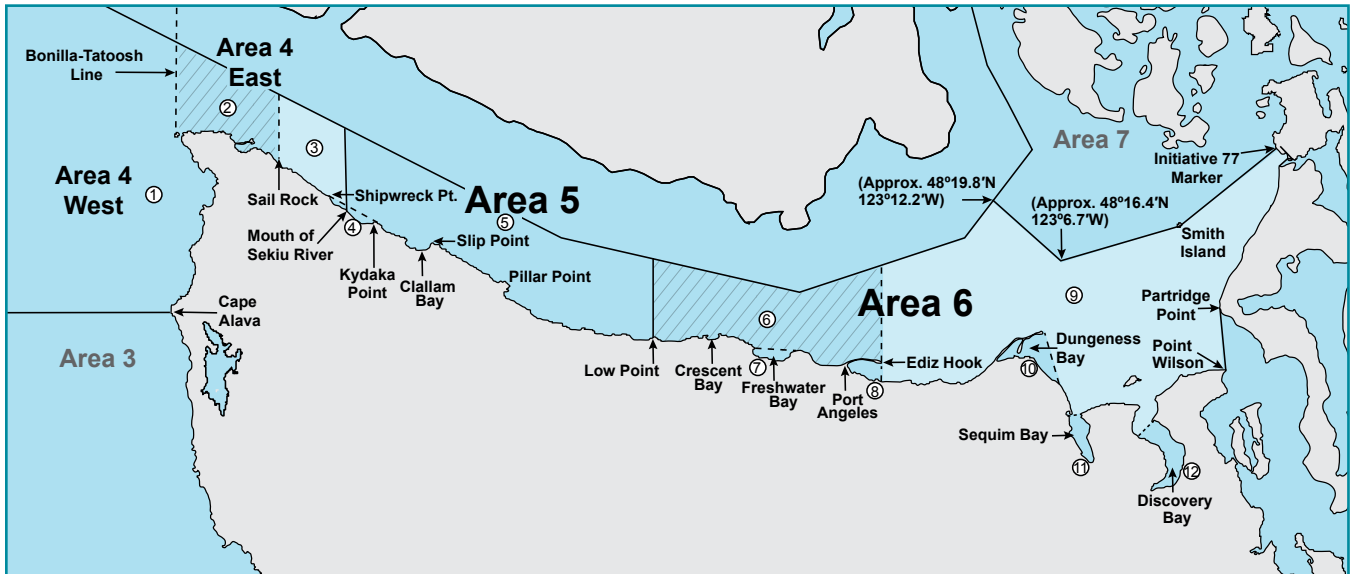 Bonilla-Tatoosh
Line
Area 4
East
②
③
Area 4
West
①
Sail Rock
Shipwreck Pt.
Mouth of
Sekiu River
④
Kydaka
Point
Area 5
⑤
Slip Point
Clallam
Bay
Pillar Point
Cape
Alava
Area 3
Area 7
(Approx. 48º19.8′N
123º12.2′W)
(Approx. 48º16.4′N
123º6.7′W)
Initiative 77
Marker
Smith
Island
Partridge
Point
Point
Wilson
Area 6
⑥
⑨
Low Point
Crescent
Bay
⑦
Freshwater
Bay
Port
Angeles
⑧
Ediz Hook
Dungeness
Bay
⑩
Sequim Bay
⑪
⑫
Discovery
Bay